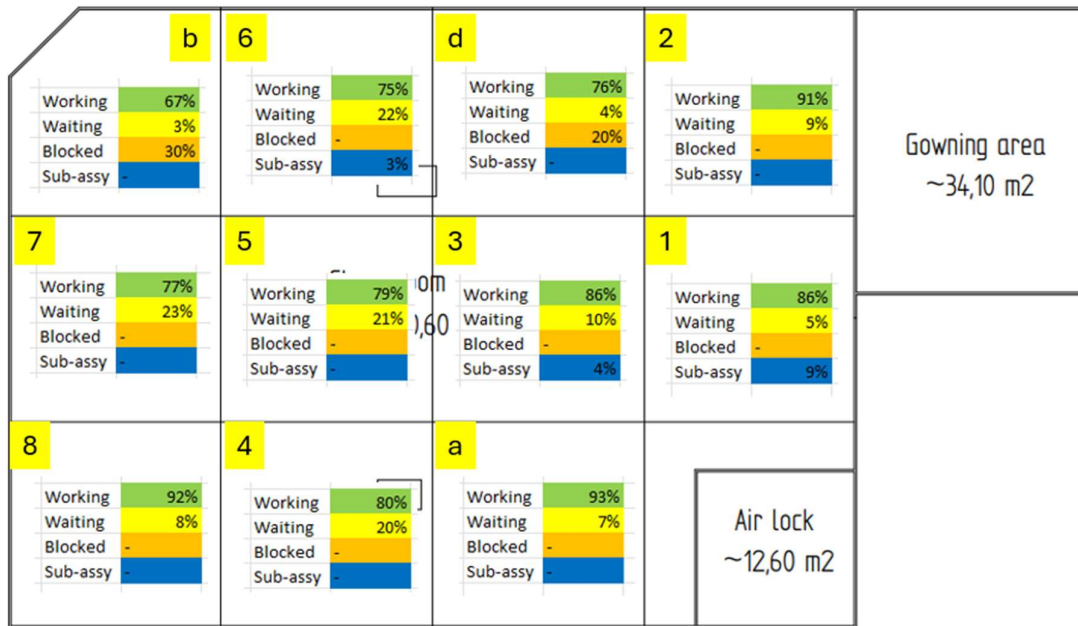 b
Working 67%
Waiting 3%
Blocked 30%
Sub-assy -
6
Working 75%
Waiting 22%
Blocked -
Sub-assy 3%
d
Working 76%
Waiting 4%
Blocked 20%
Sub-assy -
2
Working 91%
Waiting 9%
Blocked -
Sub-assy -
Gowning area
~34,10 m2
7
Working 77%
Waiting 23%
Blocked -
Sub-assy -
5
Working 79%
Waiting 21%
Blocked -
Sub-assy -
3
Working 86%
Waiting 10%
Blocked -
Sub-assy 4%
1
Working 86%
Waiting 5%
Blocked -
Sub-assy 9%
8
Working 92%
Waiting 8%
Blocked -
Sub-assy -
4
Working 80%
Waiting 20%
Blocked -
Sub-assy -
a
Working 93%
Waiting 7%
Blocked -
Sub-assy -
Air lock
~12,60 m2